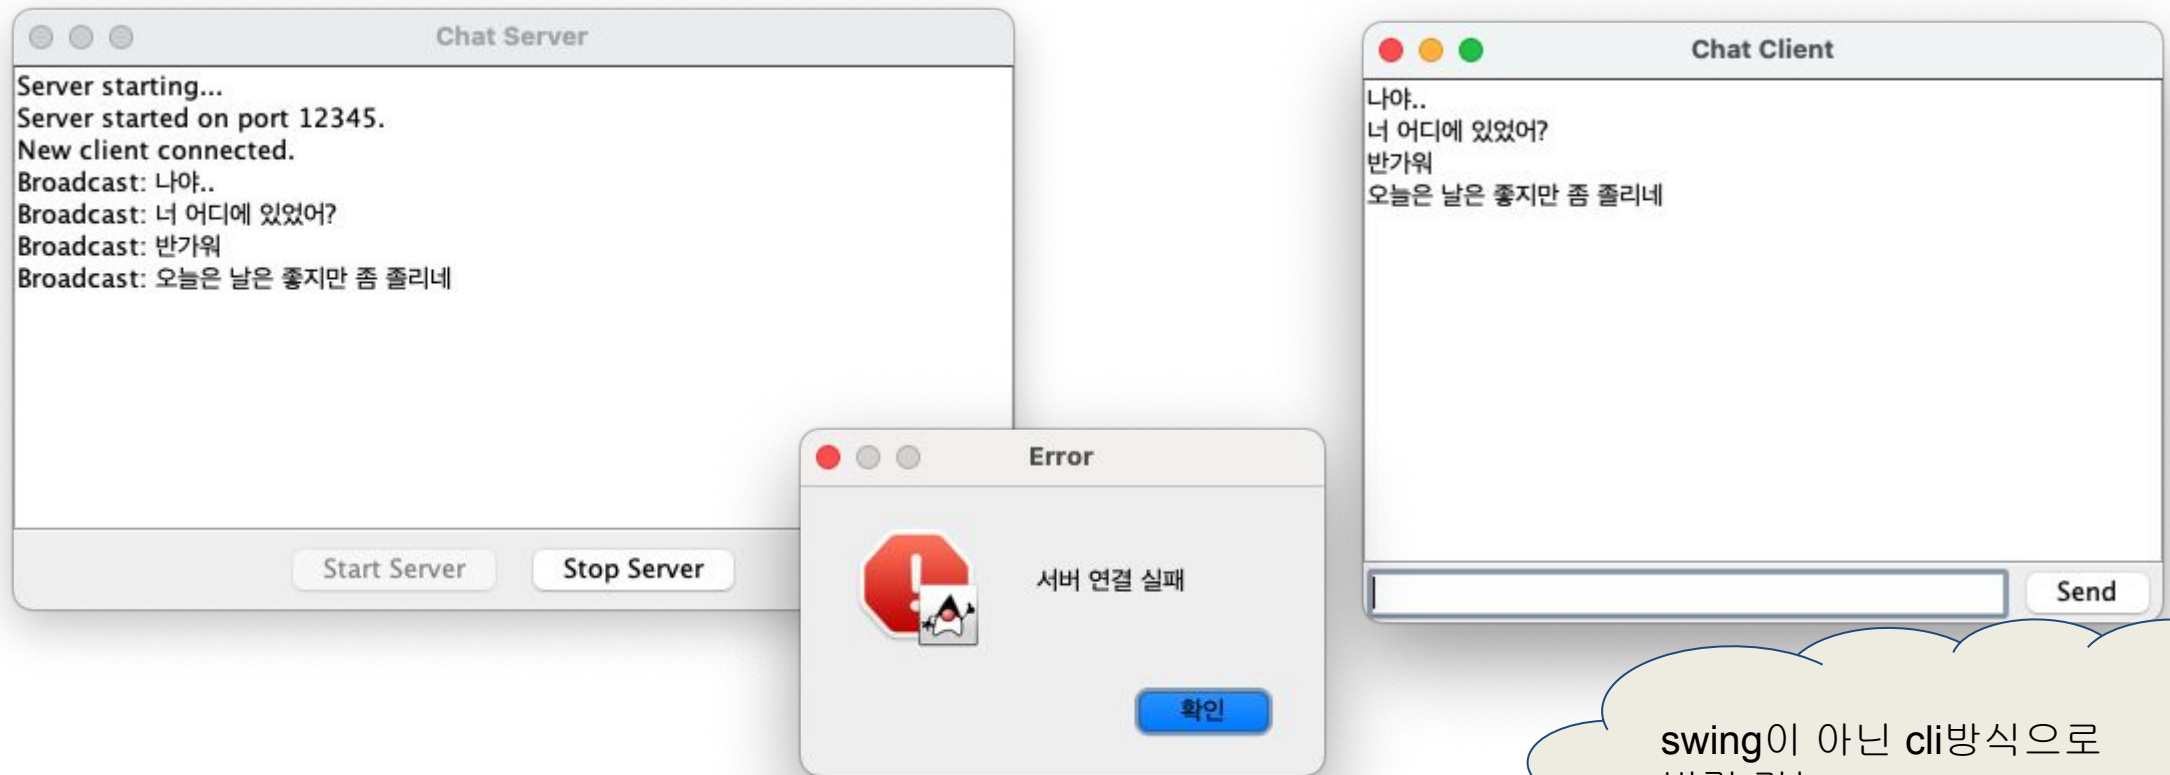 Chat Server
Server starting...
Server started on port 12345.
New client connected.
Broadcast: 나야..
Broadcast: 너 어디에 있었어?
Broadcast: 반가워
Broadcast: 오늘은 날은 좋지만 좀 졸리네
Start Server
Stop Server
Error
서버 연결 실패
확인
Chat Client
나야..
너 어디에 있었어?
반가워
오늘은 날은 좋지만 좀 졸리네
Send
swing이 아닌 cli방식으로